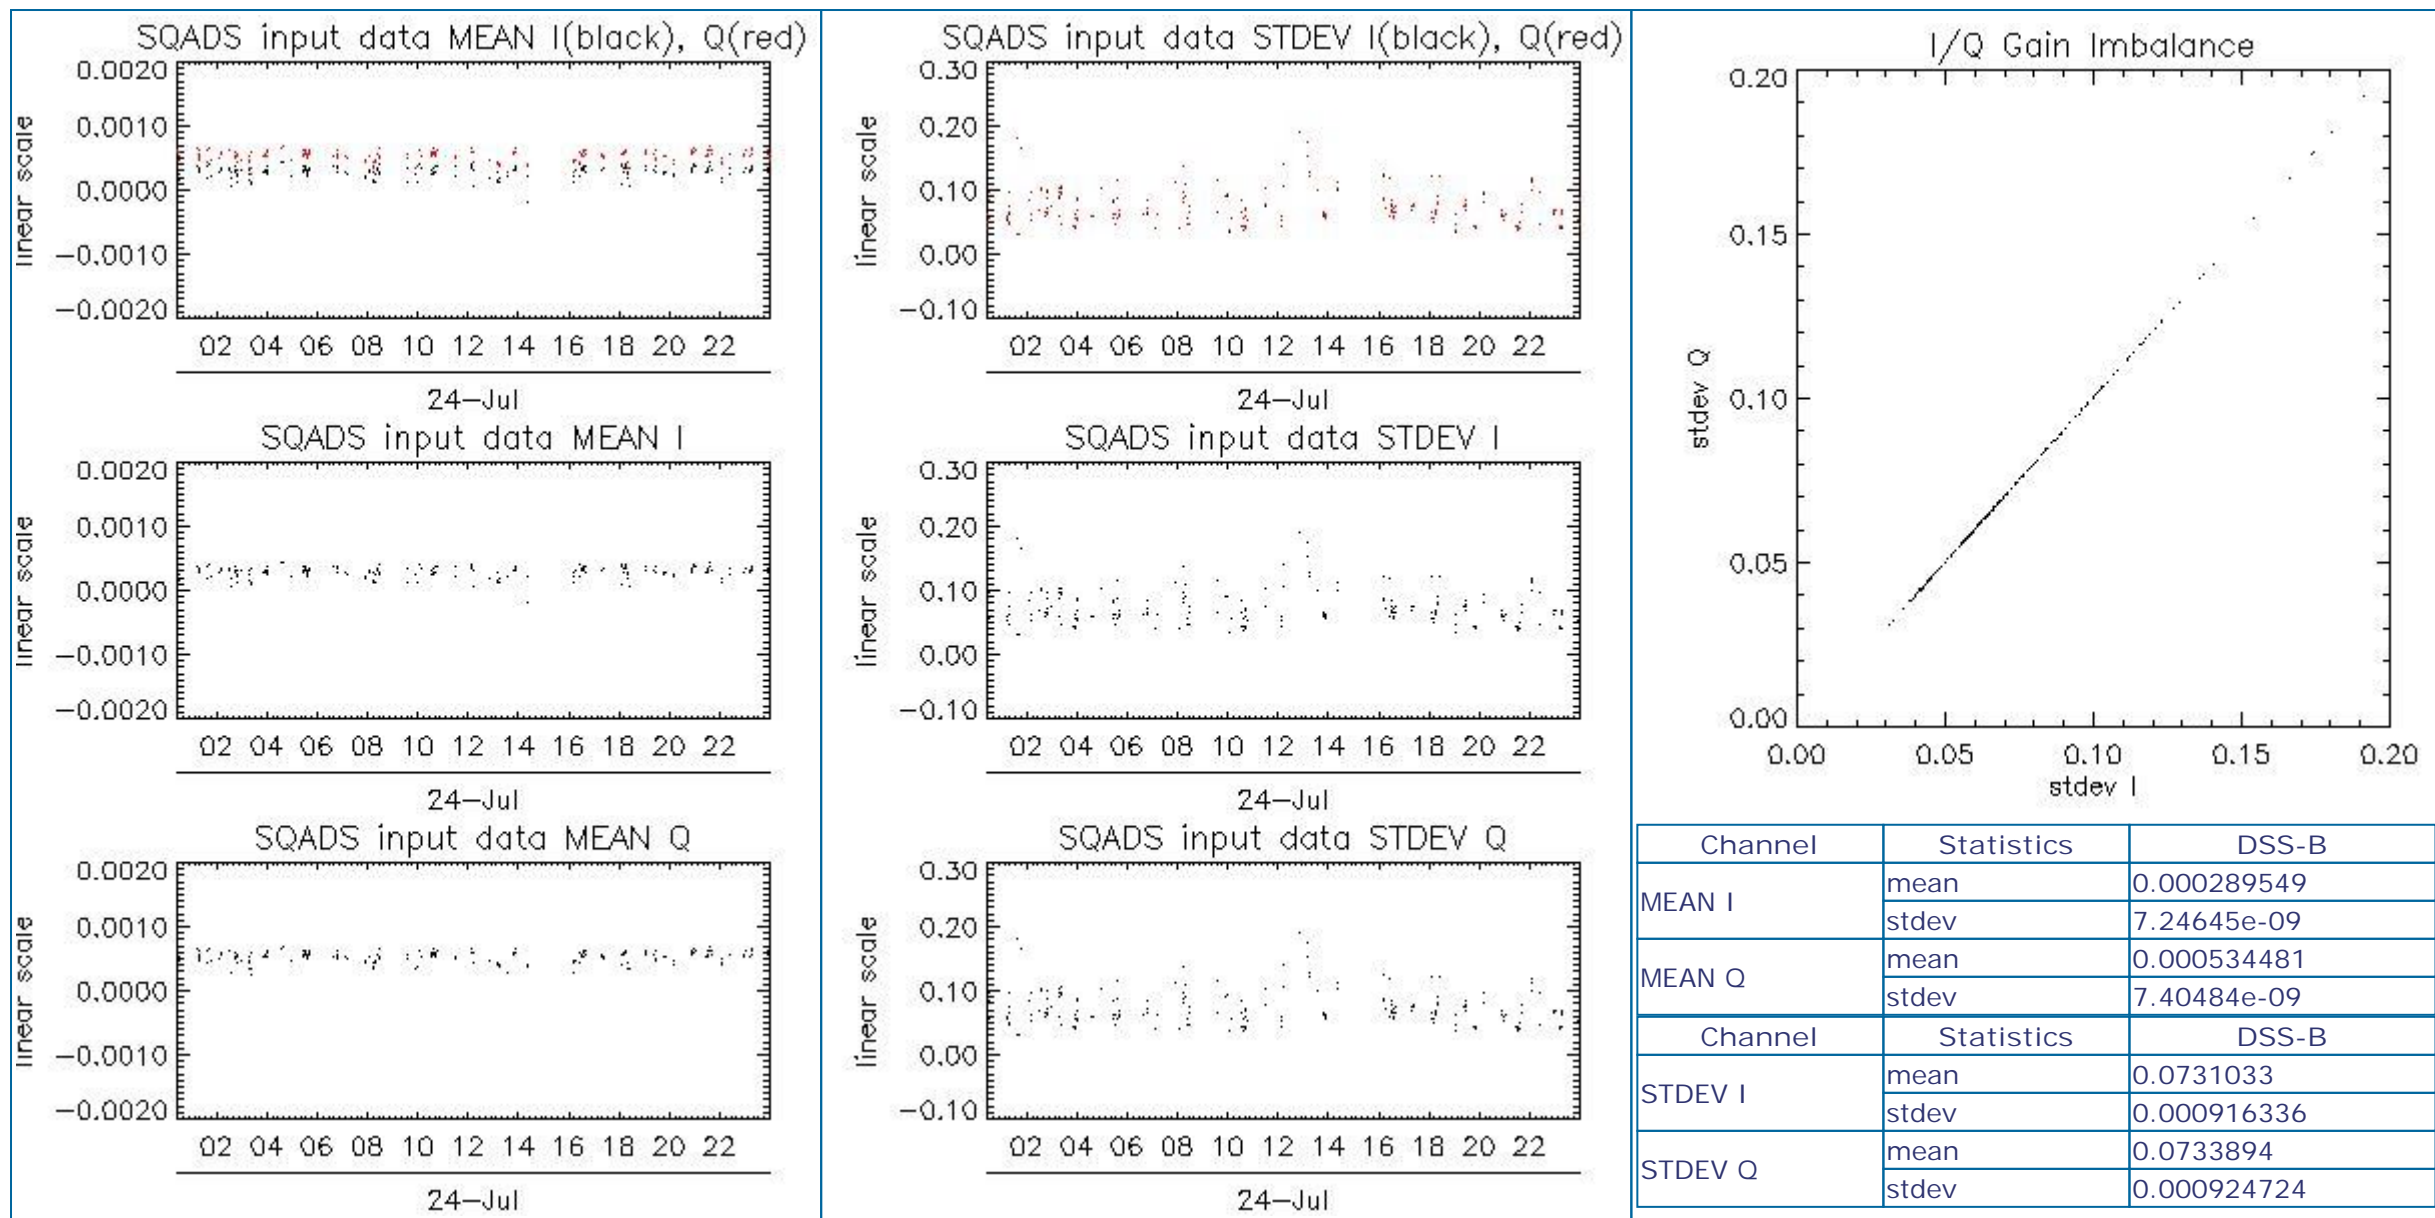 SQADS input data MEAN I(black), Q(red)
0.0020
0.0010
0.0000
−0.0010
−0.0020
linear scale
02 04 06 08 10 12 14 16 18 20 22
24−Jul
SQADS input data MEAN I
0.0020
0.0010
0.0000
−0.0010
−0.0020
linear scale
02 04 06 08 10 12 14 16 18 20 22
24−Jul
SQADS input data MEAN Q
0.0020
0.0010
0.0000
−0.0010
−0.0020
linear scale
02 04 06 08 10 12 14 16 18 20 22
24−Jul
SQADS input data STDEV I(black), Q(red)
0.30
0.20
0.10
0.00
−0.10
linear scale
02 04 06 08 10 12 14 16 18 20 22
24−Jul
SQADS input data STDEV I
0.30
0.20
0.10
0.00
−0.10
linear scale
02 04 06 08 10 12 14 16 18 20 22
24−Jul
SQADS input data STDEV Q
0.30
0.20
0.10
0.00
−0.10
linear scale
02 04 06 08 10 12 14 16 18 20 22
24−Jul
I/Q Gain Imbalance
0.20
0.15
0.10
0.05
0.00
stdev Q
0.00 0.05 0.10 0.15 0.20
stdev I
Channel Statistics DSS-B
MEAN I mean 0.000289549
stdev 7.24645e-09
MEAN Q mean 0.000534481
stdev 7.40484e-09
Channel Statistics DSS-B
STDEV I mean 0.0731033
stdev 0.000916336
STDEV Q mean 0.0733894
stdev 0.000924724